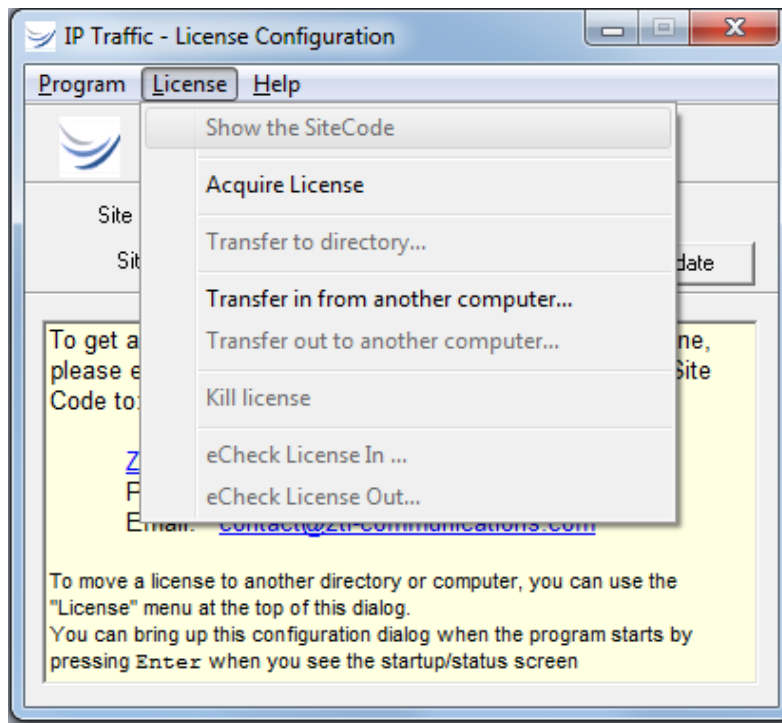 IP Traffic - License Configuration
Program License Help
Show the SiteCode
Acquire License
Site
Transfer to directory...
Transfer in from another computer...
To get a
Transfer out to another computer...
ne,
please
Site
Code to:
Kill license
eCheck License In ...
eCheck License Out...
Email: contact@zti-communications.com
To move a license to another directory or computer, you can use the
"License" menu at the top of this dialog.
You can bring up this configuration dialog when the program starts by
pressing Enter when you see the startup/status screen